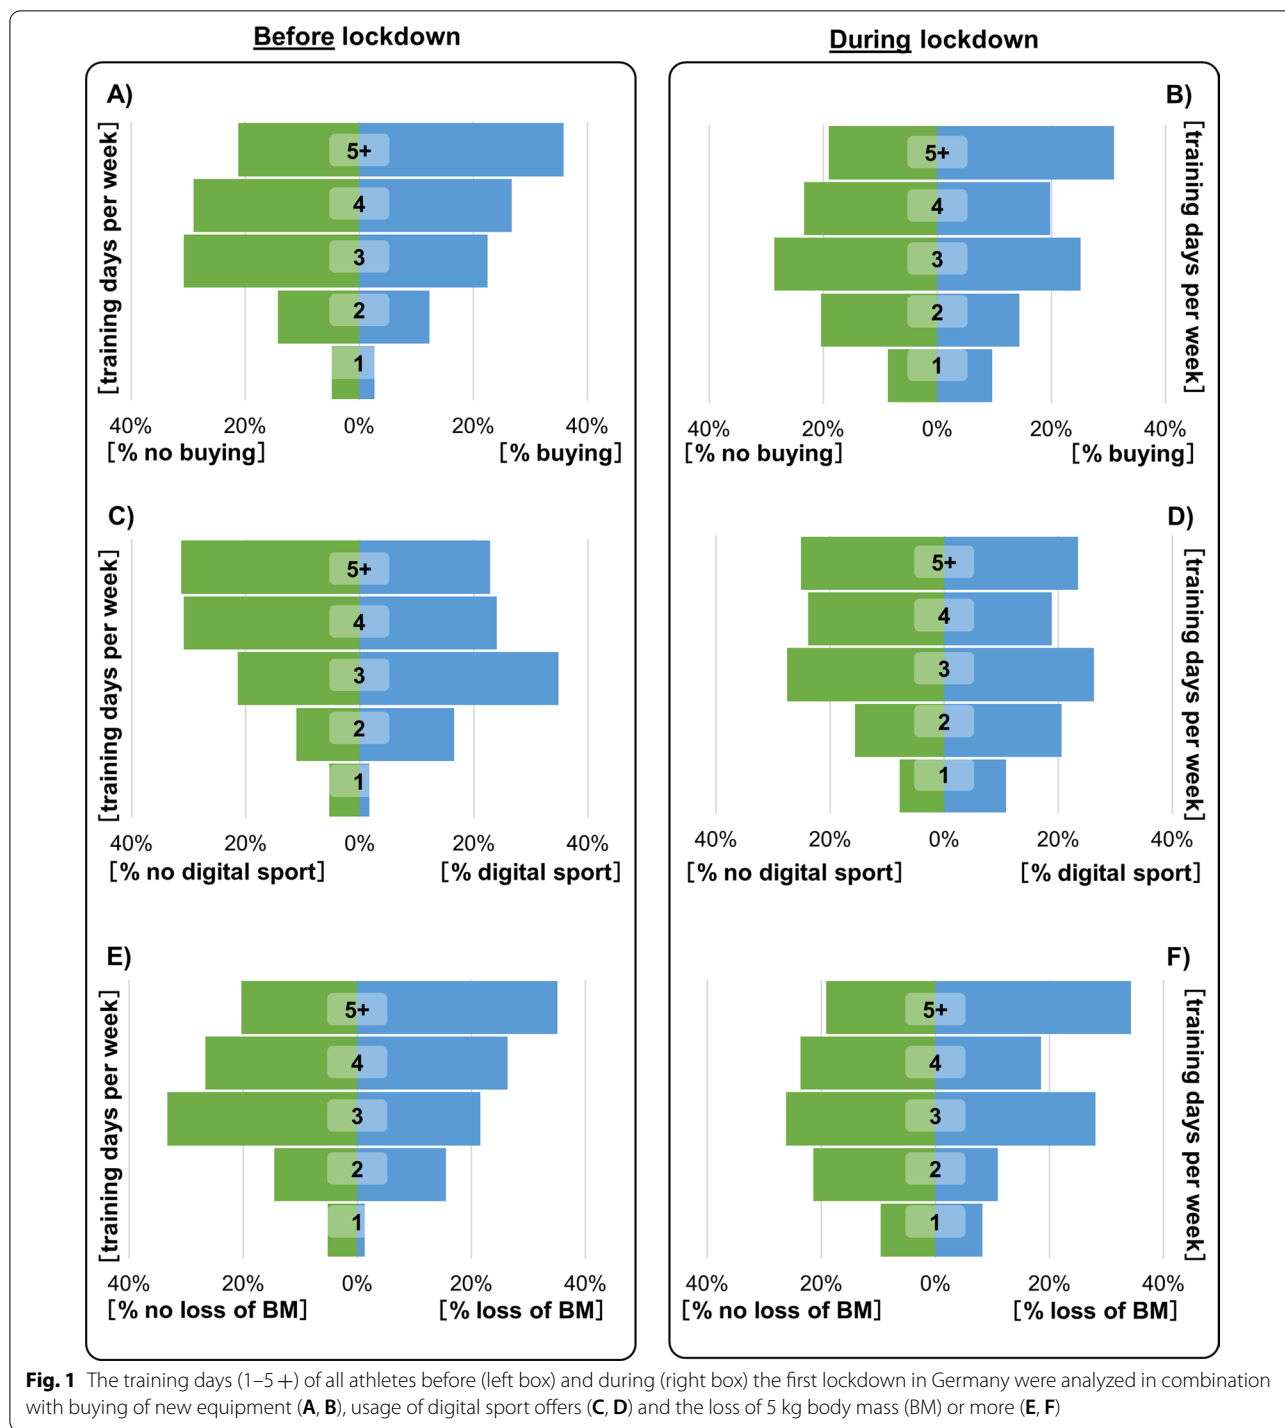 Before lockdown
During lockdown
A)
[training days per week]
5+
4
3
2
1
40% 20% 0% 20% 40%
[% no buying] [% buying]
B)
[training days per week]
5+
4
3
2
1
40% 20% 0% 20% 40%
[% no buying] [% buying]
C)
[training days per week]
5+
4
3
2
1
40% 20% 0% 20% 40%
[% no digital sport] [% digital sport]
D)
[training days per week]
5+
4
3
2
1
40% 20% 0% 20% 40%
[% no digital sport] [% digital sport]
E)
[training days per week]
5+
4
3
2
1
40% 20% 0% 20% 40%
[% no loss of BM] [% loss of BM]
F)
[training days per week]
5+
4
3
2
1
40% 20% 0% 20% 40%
[% no loss of BM] [% loss of BM]
Fig. 1 The training days (1–5 +) of all athletes before (left box) and during (right box) the first lockdown in Germany were analyzed in combination
with buying of new equipment (A, B), usage of digital sport offers (C, D) and the loss of 5 kg body mass (BM) or more (E, F)